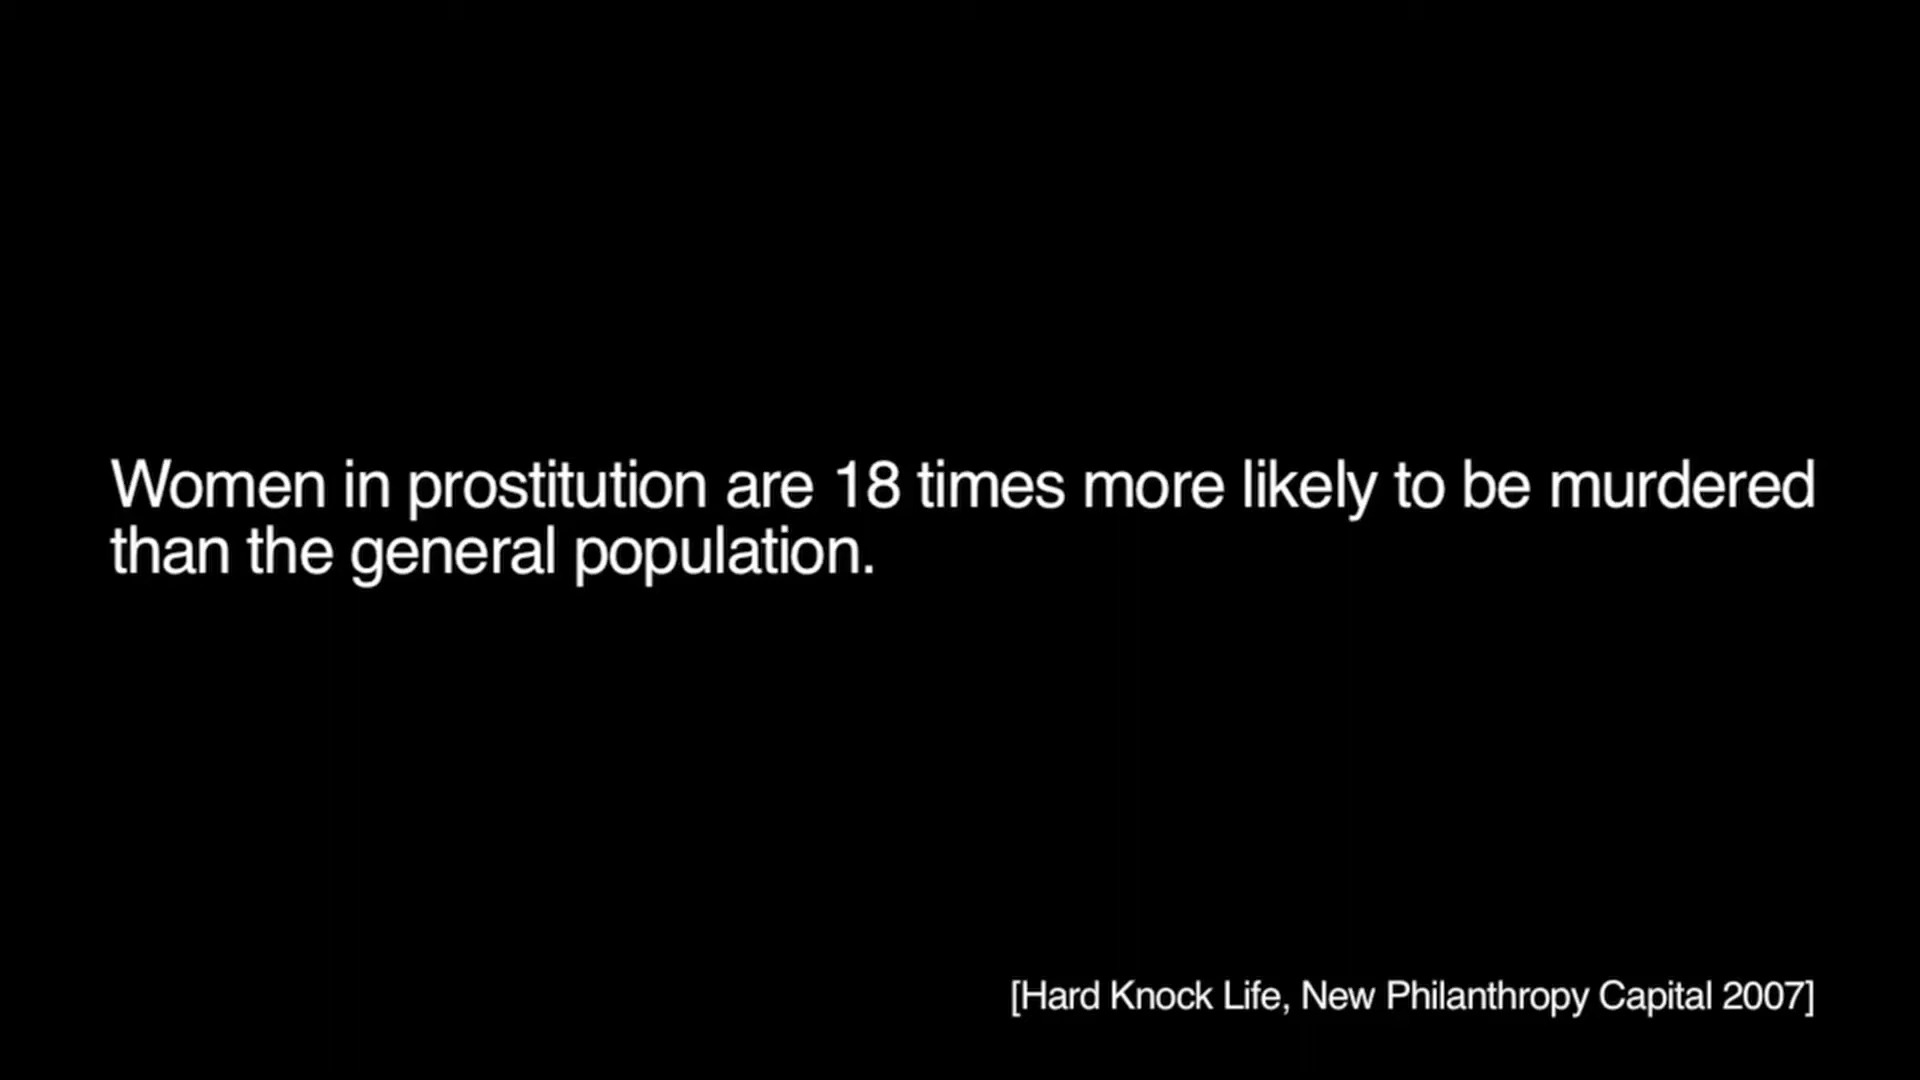 Women in prostitution are 18 times more likely to be murdered
than the general population.
[Hard Knock Life, New Philanthropy Capital 2007]